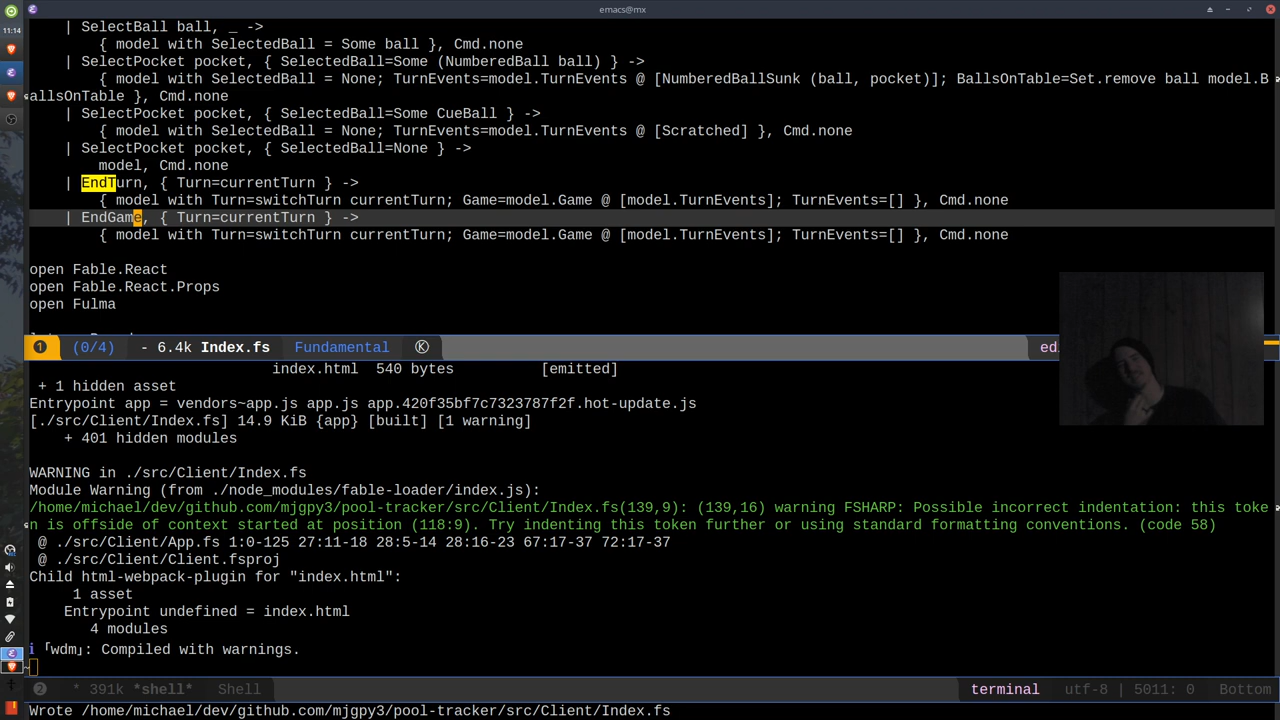 emacs@mx
11:14
| SelectBall ball, _ ->
{ model with SelectedBall = Some ball }, Cmd.none
| SelectPocket pocket, { SelectedBall=Some (NumberedBall ball) } ->
{ model with SelectedBall = None; TurnEvents=model.TurnEvents @ [NumberedBallSunk (ball, pocket)]; BallsOnTable=Set.remove ball model.B
allsOnTable }, Cmd.none
| SelectPocket pocket, { SelectedBall=Some CueBall } ->
{ model with SelectedBall = None; TurnEvents=model.TurnEvents @ [Scratched] }, Cmd.none
| SelectPocket pocket, { SelectedBall=None } ->
model, Cmd.none
| EndTurn, { Turn=currentTurn } ->
{ model with Turn=switchTurn currentTurn; Game=model.Game @ [model.TurnEvents]; TurnEvents=[] }, Cmd.none
| EndGame, { Turn=currentTurn } ->
{ model with Turn=switchTurn currentTurn; Game=model.Game @ [model.TurnEvents]; TurnEvents=[] }, Cmd.none
open Fable.React
open Fable.React.Props
open Fulma
1 (0/4) - 6.4k Index.fs Fundamental K ed
index.html 540 bytes [emitted]
+ 1 hidden asset
Entrypoint app = vendors~app.js app.js app.420f35bf7c7323787f2f.hot-update.js
[./src/Client/Index.fs] 14.9 KiB {app} [built] [1 warning]
+ 401 hidden modules
WARNING in ./src/Client/Index.fs
Module Warning (from ./node_modules/fable-loader/index.js):
/home/michael/dev/github.com/mjgpy3/pool-tracker/src/Client/Index.fs(139,9): (139,16) warning FSHARP: Possible incorrect indentation: this toke
n is offside of context started at position (118:9). Try indenting this token further or using standard formatting conventions. (code 58)
@ ./src/Client/App.fs 1:0-125 27:11-18 28:5-14 28:16-23 67:17-37 72:17-37
@ ./src/Client/Client.fsproj
Child html-webpack-plugin for "index.html":
1 asset
Entrypoint undefined = index.html
4 modules
i ｢wdm｣: Compiled with warnings.
2 * 391k *shell* Shell terminal utf-8 | 5011: 0 Bottom
Wrote /home/michael/dev/github.com/mjgpy3/pool-tracker/src/Client/Index.fs